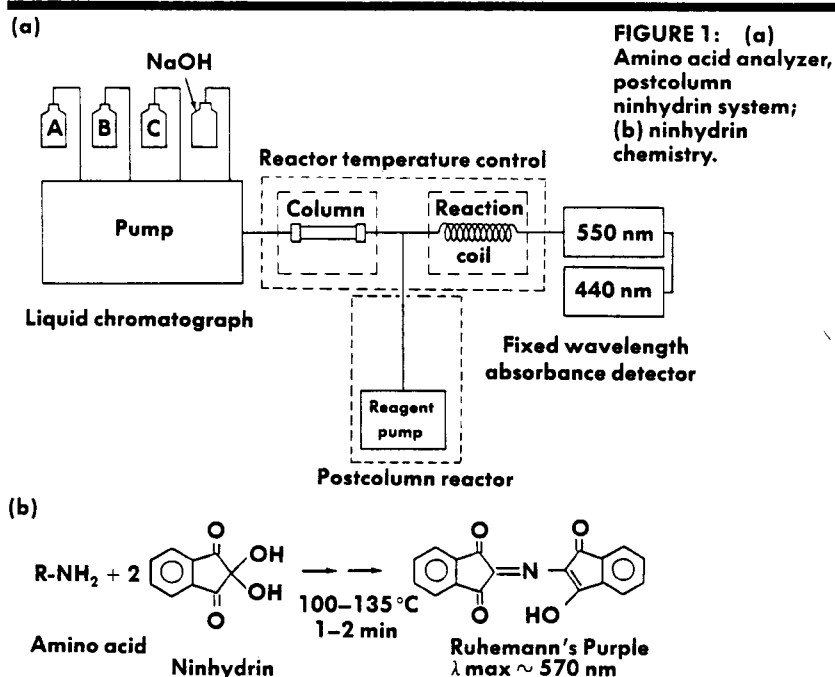 (a)
NaOH
A B C
Pump
Liquid chromatograph
Reactor temperature control
Column
Reaction
coil
Reagent
pump
Postcolumn reactor
550 nm
440 nm
Fixed wavelength
absorbance detector
FIGURE 1: (a)
Amino acid analyzer,
postcolumn
ninhydrin system;
(b) ninhydrin
chemistry.
(b)
R-NH₂ + 2
O
OH
OH
O
100–135 °C
1–2 min
O
N
O
O
HO
Amino acid
Ninhydrin
Ruhemann's Purple
λ max ~ 570 nm